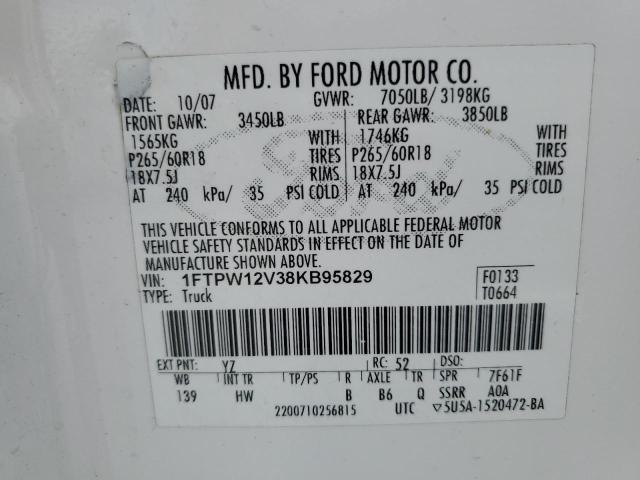 MFD. BY FORD MOTOR CO.
DATE: 10/07 GVWR: 7050LB/ 3198KG
FRONT GAWR: 3450LB REAR GAWR: 3850LB
1565KG WITH 1746KG WITH
P265/60R18 TIRES P265/60R18 TIRES
18X7.5J RIMS 18X7.5J RIMS
AT 240 kPa/ 35 PSI COLD AT 240 kPa/ 35 PSI COLD
THIS VEHICLE CONFORMS TO ALL APPLICABLE FEDERAL MOTOR
VEHICLE SAFETY STANDARDS IN EFFECT ON THE DATE OF
MANUFACTURE SHOWN ABOVE.
VIN: 1FTPW12V38KB95829 F0133
TYPE: Truck T0664
EXT PNT: YZ RC: 52 DSO:
WB INT TR TP/PS R AXLE TR SPR 7F61F
139 HW B B6 Q SSRR A0A
2200710256815 UTC ▽5U5A-1520472-BA